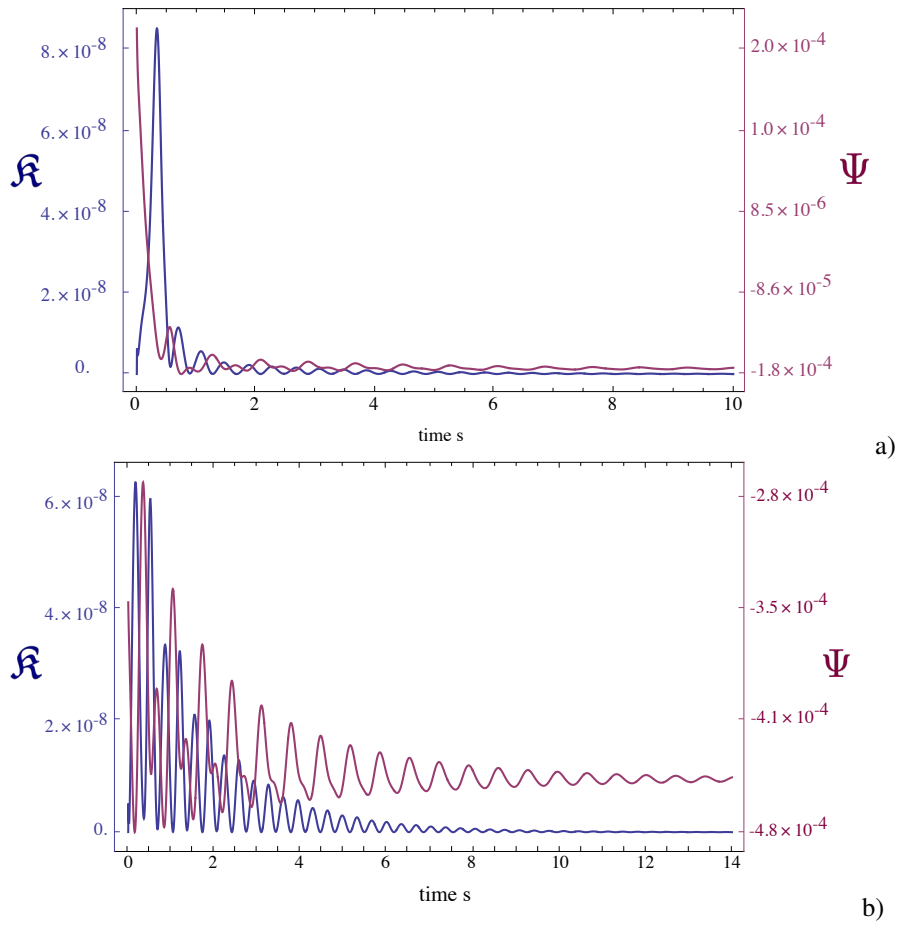 8.×10^-8
2.0×10^-4
6.×10^-8
1.0×10^-4
𝔎
Ψ
4.×10^-8
8.5×10^-6
2.×10^-8
-8.6×10^-5
0.
-1.8×10^-4
0 2 4 6 8 10
time s
a)
6.×10^-8
-2.8×10^-4
4.×10^-8
-3.5×10^-4
𝔎
Ψ
2.×10^-8
-4.1×10^-4
0.
-4.8×10^-4
0 2 4 6 8 10 12 14
time s
b)